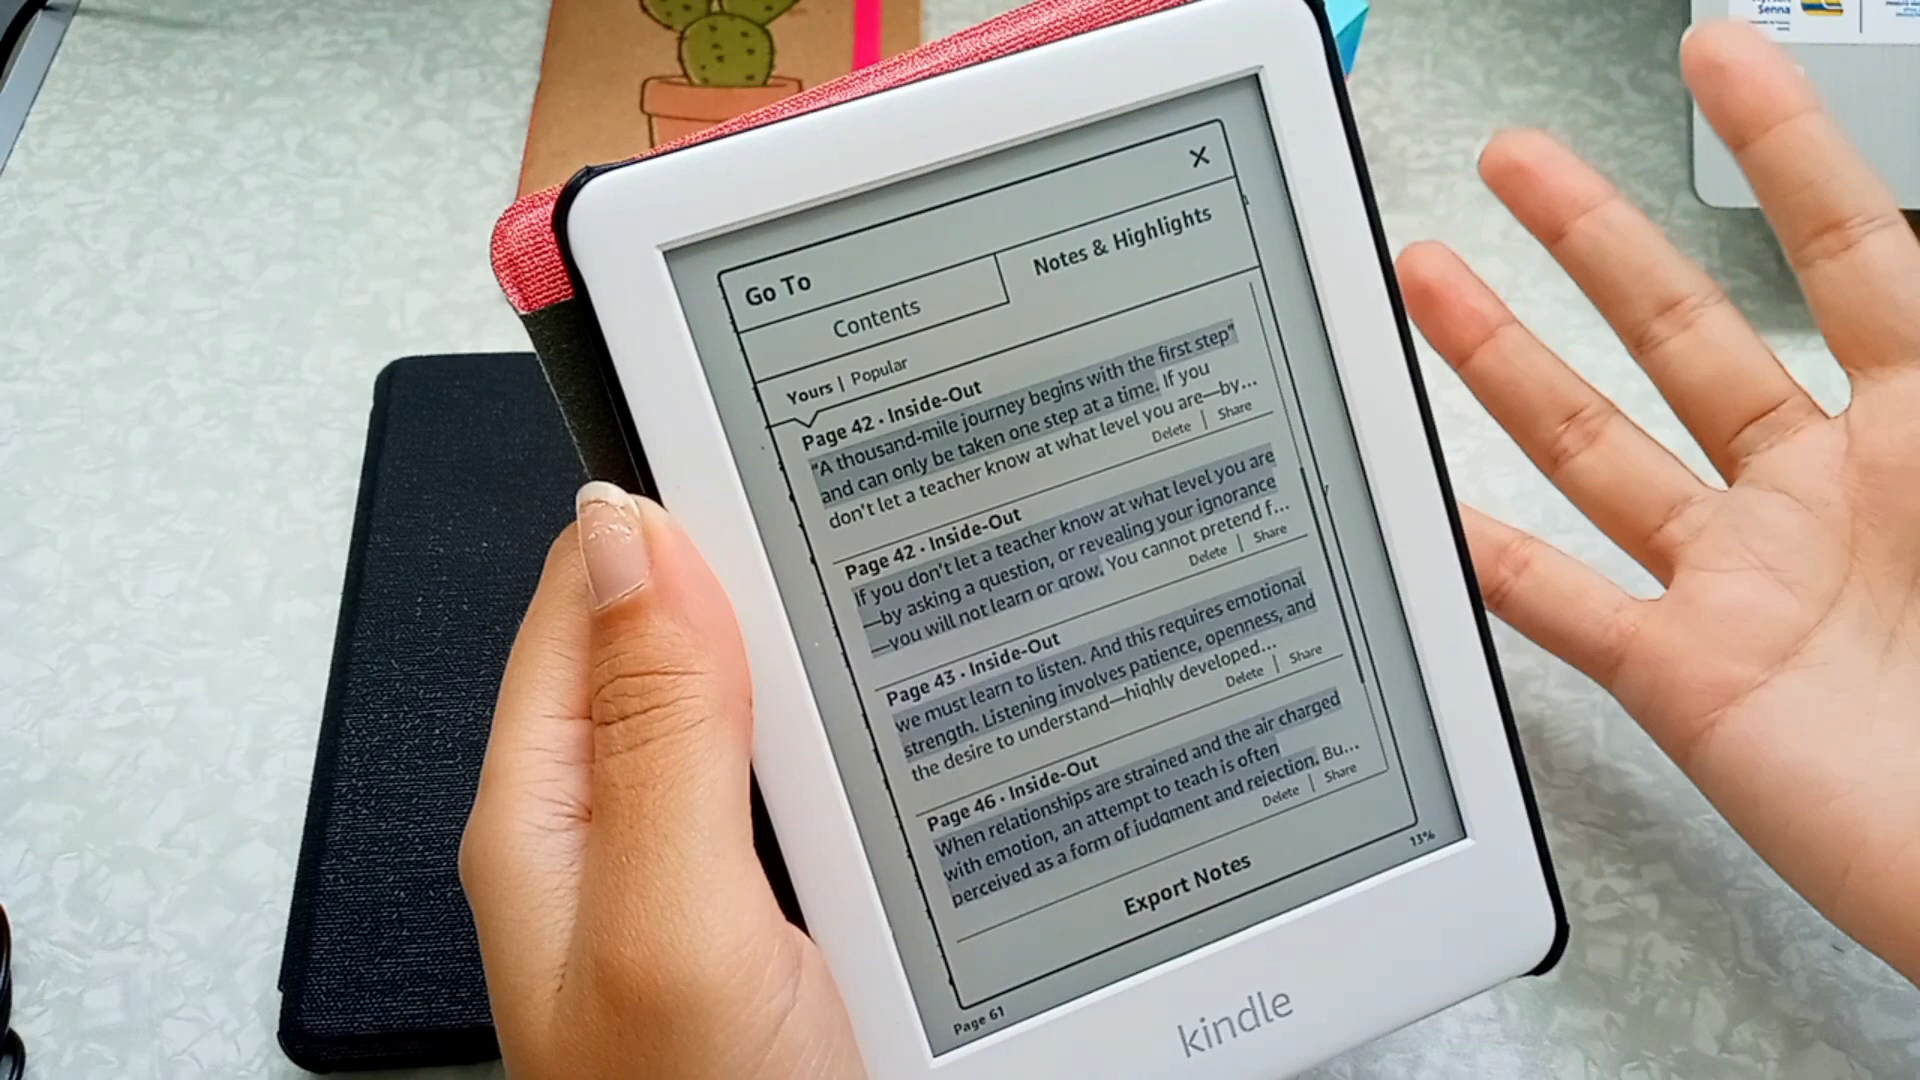 Senna
Go To
Contents
Notes & Highlights
Yours | Popular
Page 42 · Inside-Out
"A thousand-mile journey begins with the first step"
and can only be taken one step at a time. If you
don't let a teacher know at what level you are—by...
Delete | Share
Page 42 · Inside-Out
If you don't let a teacher know at what level you are
—by asking a question, or revealing your ignorance
—you will not learn or grow. You cannot pretend f...
Delete | Share
Page 43 · Inside-Out
we must learn to listen. And this requires emotional
strength. Listening involves patience, openness, and
the desire to understand—highly developed...
Delete | Share
Page 46 · Inside-Out
When relationships are strained and the air charged
with emotion, an attempt to teach is often
perceived as a form of judgment and rejection. Bu...
Delete | Share
Export Notes
Page 61
13%
kindle